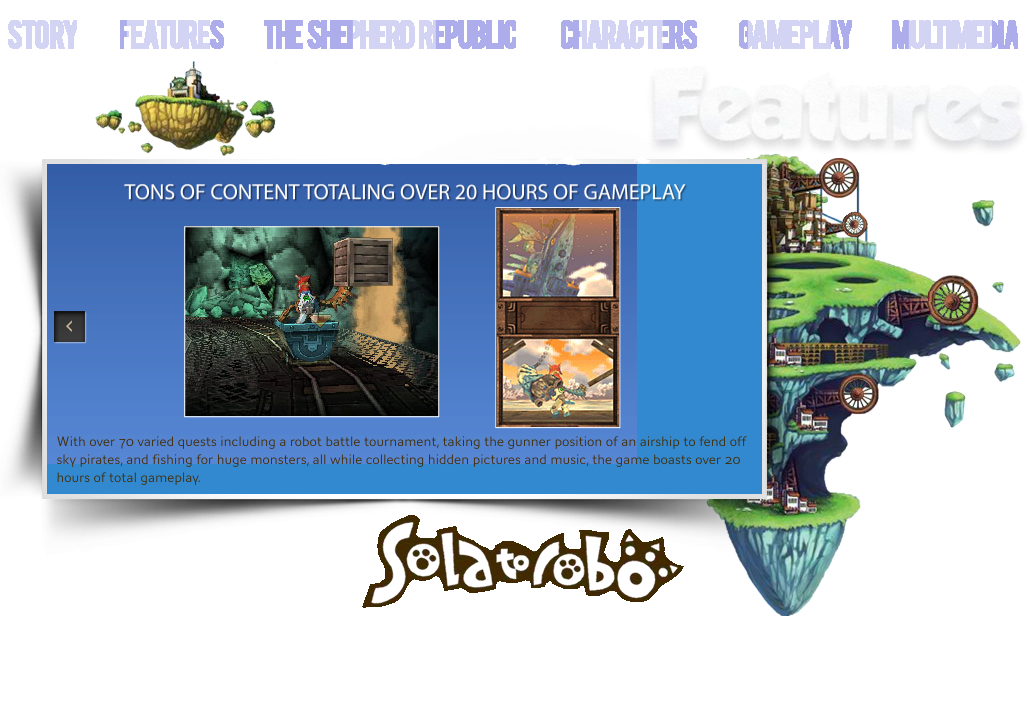 STORY
FEATURES
THE SHEPHERD REPUBLIC
CHARACTERS
GAMEPLAY
MULTIMEDIA
Features
TONS OF CONTENT TOTALING OVER 20 HOURS OF GAMEPLAY
With over 70 varied quests including a robot battle tournament, taking the gunner position of an airship to fend off
sky pirates, and fishing for huge monsters, all while collecting hidden pictures and music, the game boasts over 20
hours of total gameplay.
Solatorobo